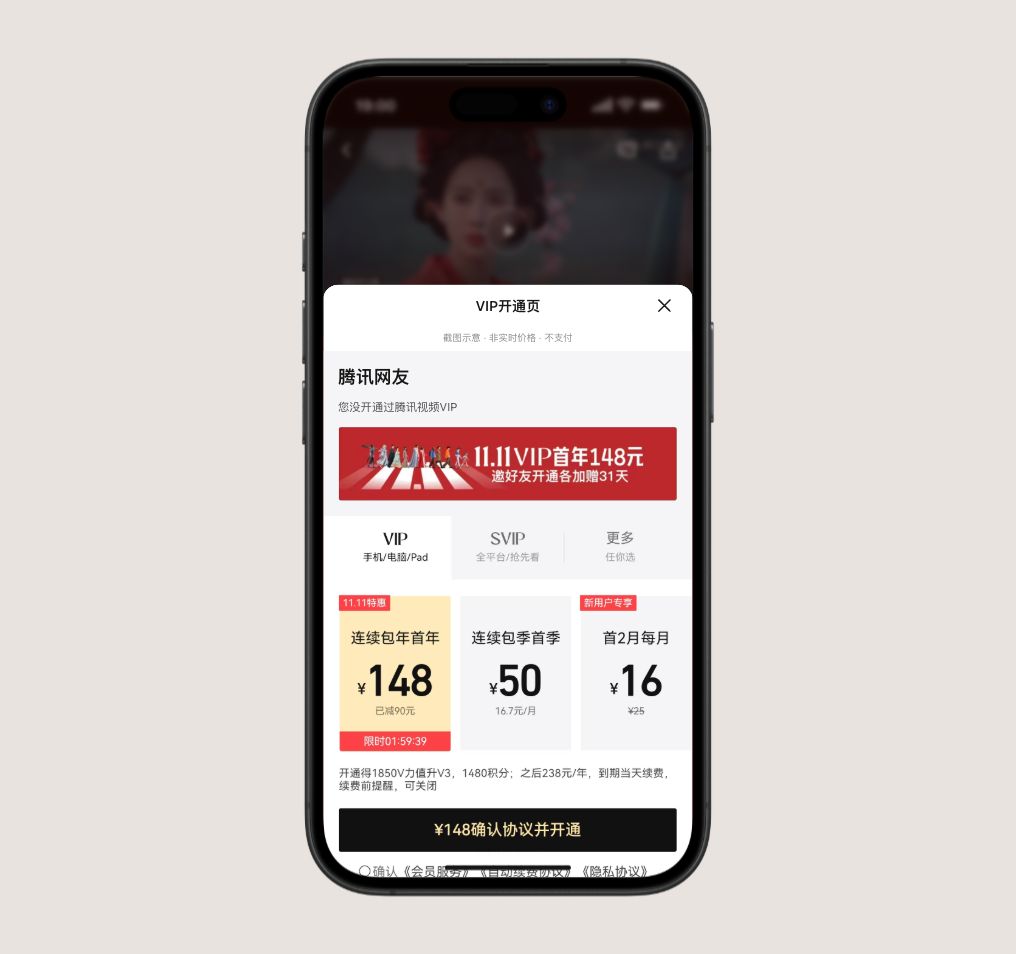 19:00
VIP开通页
截图示意 · 非实时价格 · 不支付
腾讯网友
您没开通过腾讯视频VIP
11.11VIP首年148元
邀好友开通各加赠31天
VIP
手机/电脑/Pad
SVIP
全平台/抢先看
更多
任你选
11.11特惠
连续包年首年
¥148
已减90元
限时01:59:39
连续包季首季
¥50
16.7元/月
新用户专享
首2月每月
¥16
¥25
开通得1850V力值升V3，1480积分；之后238元/年，到期当天续费，
续费前提醒，可关闭
¥148确认协议并开通
确认《会员服务》《自动续费协议》《隐私协议》